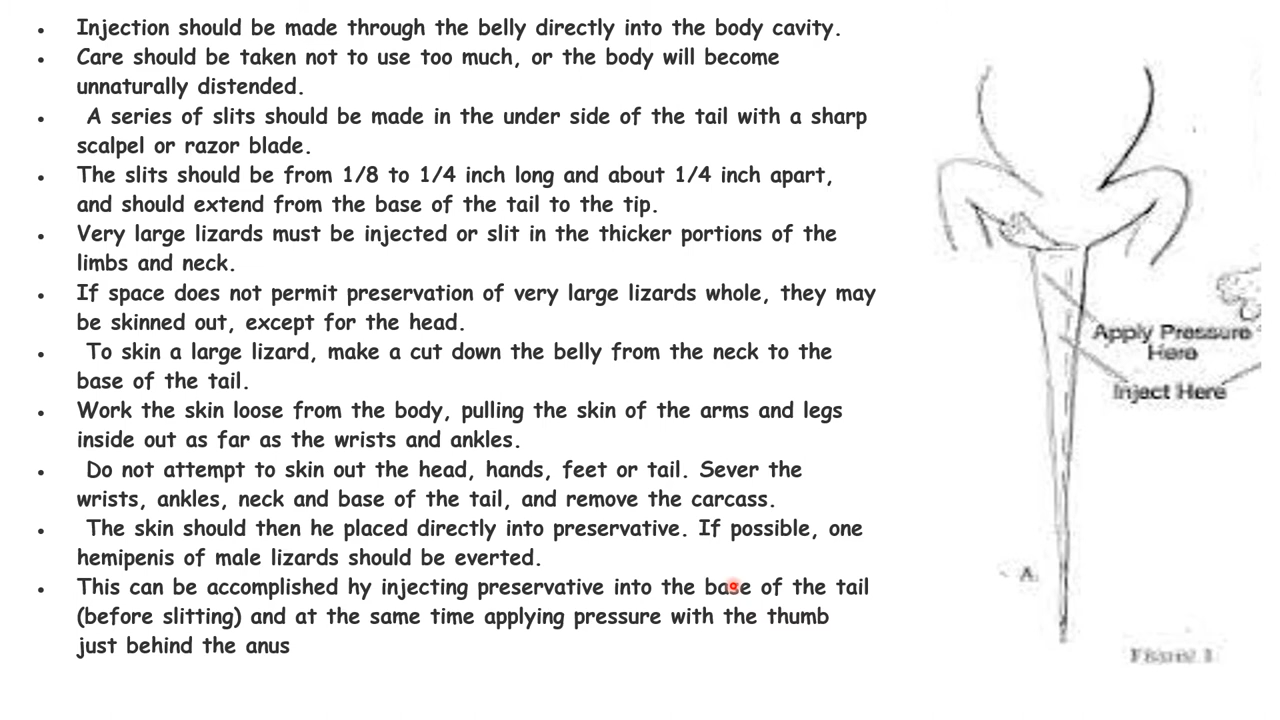 • Injection should be made through the belly directly into the body cavity.
• Care should be taken not to use too much, or the body will become
unnaturally distended.
• A series of slits should be made in the under side of the tail with a sharp
scalpel or razor blade.
• The slits should be from 1/8 to 1/4 inch long and about 1/4 inch apart,
and should extend from the base of the tail to the tip.
• Very large lizards must be injected or slit in the thicker portions of the
limbs and neck.
• If space does not permit preservation of very large lizards whole, they may
be skinned out, except for the head.
• To skin a large lizard, make a cut down the belly from the neck to the
base of the tail.
• Work the skin loose from the body, pulling the skin of the arms and legs
inside out as far as the wrists and ankles.
• Do not attempt to skin out the head, hands, feet or tail. Sever the
wrists, ankles, neck and base of the tail, and remove the carcass.
• The skin should then he placed directly into preservative. If possible, one
hemipenis of male lizards should be everted.
• This can be accomplished hy injecting preservative into the base of the tail
(before slitting) and at the same time applying pressure with the thumb
just behind the anus
Apply Pressure
Here
Inject Here
A.
Figure 1